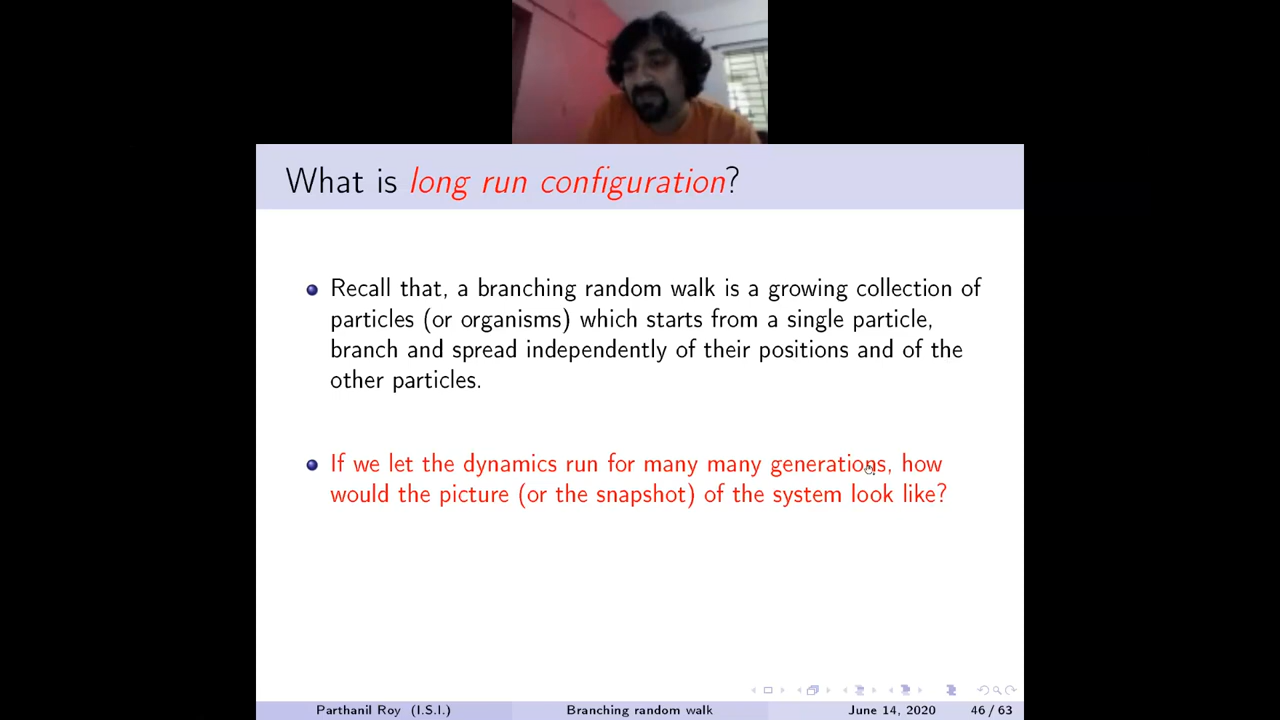 What is long run configuration?
Recall that, a branching random walk is a growing collection of
particles (or organisms) which starts from a single particle,
branch and spread independently of their positions and of the
other particles.
If we let the dynamics run for many many generations, how
would the picture (or the snapshot) of the system look like?
Parthanil Roy (I.S.I.) Branching random walk June 14, 2020 46 / 63